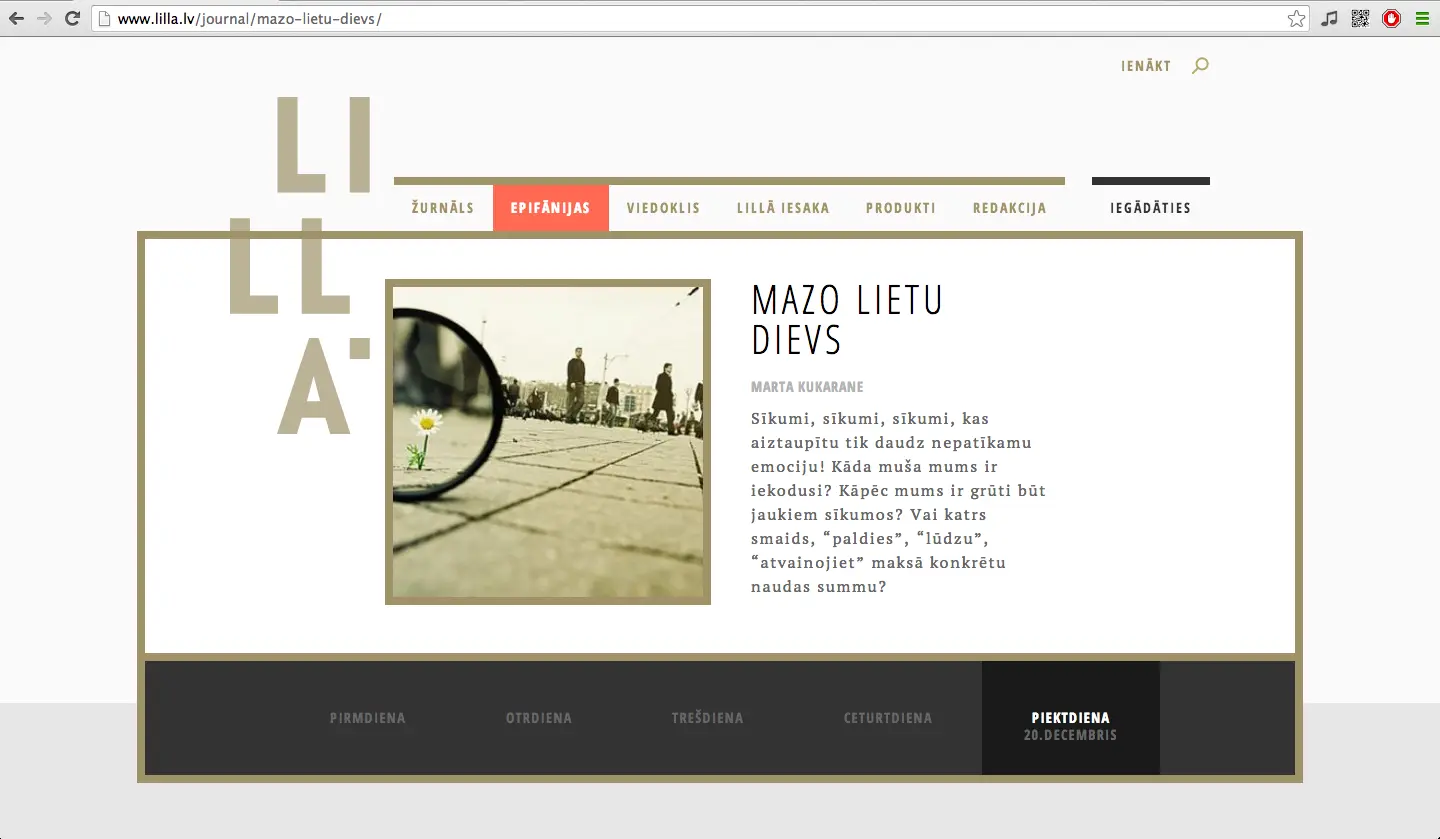 www.lilla.lv/journal/mazo-lietu-dievs/
IENĀKT
LI
LL
A
ŽURNĀLS EPIFĀNIJAS VIEDOKLIS LILLĀ IESAKA PRODUKTI REDAKCIJA IEGĀDĀTIES
MAZO LIETU
DIEVS
MARTA KUKARANE
Sīkumi, sīkumi, sīkumi, kas
aiztaupītu tik daudz nepatīkamu
emociju! Kāda muša mums ir
iekodusi? Kāpēc mums ir grūti būt
jaukiem sīkumos? Vai katrs
smaids, “paldies”, “lūdzu”,
“atvainojiet” maksā konkrētu
naudas summu?
PIRMDIENA OTRDIENA TREŠDIENA CETURTDIENA PIEKTDIENA
20.DECEMBRIS